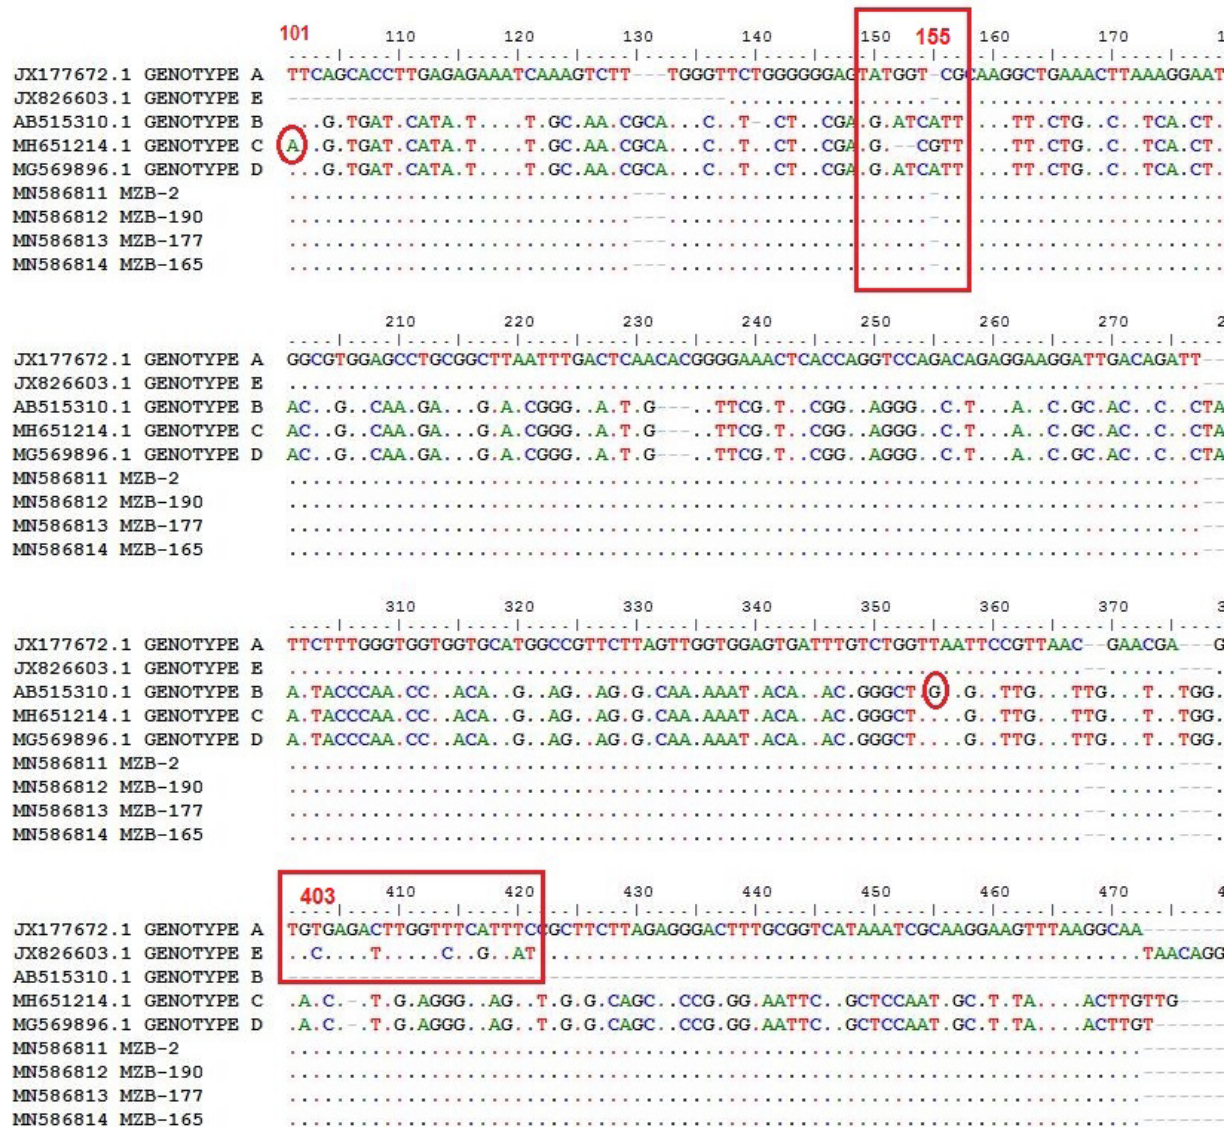 101 110 120 130 140 150 155 160 170 1
JX177672.1 GENOTYPE A TTCAGCACCTTGAGAGAAATCAAAGTCTT---TGGGTTCTGGGGGGAGTATGGT-CGCAAGGCTGAAACTTAAAGGAAT
JX826603.1 GENOTYPE E -------------------------------------.................-.......................
AB515310.1 GENOTYPE B ...G.TGAT.CATA.T....T.GC.AA.CGCA...C..T-.CT..CGA.G.ATCATT...TT.CTG..C..TCA.CT.
MH651214.1 GENOTYPE C A..G.TGAT.CATA.T....T.GC.AA.CGCA...C..T..CT..CGA.G.--CGTT...TT.CTG..C..TCA.CT.
MG569896.1 GENOTYPE D ...G.TGAT.CATA.T....T.GC.AA.CGCA...C..T..CT..CGA.G.ATCATT...TT.CTG..C..TCA.CT.
MN586811 MZB-2 .............................---....................-.......................
MN586812 MZB-190 .............................---....................-.......................
MN586813 MZB-177 .............................---....................-.......................
MN586814 MZB-165 .............................---....................-.......................
210 220 230 240 250 260 270 2
JX177672.1 GENOTYPE A GGCGTGGAGCCTGCGGCTTAATTTGACTCAACACGGGGAAACTCACCAGGTCCAGACAGAGGAAGGATTGACAGATT--
JX826603.1 GENOTYPE E .............................................................................--
AB515310.1 GENOTYPE B AC..G..CAA.GA...G.A.CGGG..A.T.G---..TTCG.T..CGG..AGGG..C.T...A..C.GC.AC..C..CTA
MH651214.1 GENOTYPE C AC..G..CAA.GA...G.A.CGGG..A.T.G---..TTCG.T..CGG..AGGG..C.T...A..C.GC.AC..C..CTA
MG569896.1 GENOTYPE D AC..G..CAA.GA...G.A.CGGG..A.T.G---..TTCG.T..CGG..AGGG..C.T...A..C.GC.AC..C..CTA
MN586811 MZB-2 .............................................................................--
MN586812 MZB-190 .............................................................................--
MN586813 MZB-177 .............................................................................--
MN586814 MZB-165 .............................................................................--
310 320 330 340 350 360 370 3
JX177672.1 GENOTYPE A TTCTTTGGGTGGTGGTGCATGGCCGTTCTTAGTTGGTGGAGTGATTTGTCTGGTTAATTCCGTTAAC--GAACGA---G
JX826603.1 GENOTYPE E ...................................................................--......---.
AB515310.1 GENOTYPE B A.TACCCAA.CC..ACA..G..AG..AG.G.CAA.AAAT.ACA..AC.GGGCT.G.G..TTG...TTG...T..TGG.
MH651214.1 GENOTYPE C A.TACCCAA.CC..ACA..G..AG..AG.G.CAA.AAAT.ACA..AC.GGGCT....G..TTG...TTG...T..TGG.
MG569896.1 GENOTYPE D A.TACCCAA.CC..ACA..G..AG..AG.G.CAA.AAAT.ACA..AC.GGGCT....G..TTG...TTG...T..TGG.
MN586811 MZB-2 ...................................................................--......---.
MN586812 MZB-190 ...................................................................--......---.
MN586813 MZB-177 ...................................................................--......---.
MN586814 MZB-165 ...................................................................--......---.
403 410 420 430 440 450 460 470 4
JX177672.1 GENOTYPE A TGTGAGACTTGGTTTCATTTCCGCTTCTTAGAGGGACTTTGCGGTCATAAATCGCAAGGAAGTTTAAGGCAA
JX826603.1 GENOTYPE E ..C....T.....C..G..AT...................................................TAACAGG
AB515310.1 GENOTYPE B -------------------------------------------------------------------------------
MH651214.1 GENOTYPE C .A.C.-.T.G.AGGG..AG..T.G.G.CAGC..CCG.GG.AATTC..GCTCCAAT.GC.T.TA....ACTTGTTG----
MG569896.1 GENOTYPE D .A.C.-.T.G.AGGG..AG..T.G.G.CAGC..CCG.GG.AATTC..GCTCCAAT.GC.T.TA....ACTTGT------
MN586811 MZB-2 ........................................................................-------
MN586812 MZB-190 ........................................................................-------
MN586813 MZB-177 ........................................................................-------
MN586814 MZB-165 ........................................................................-------